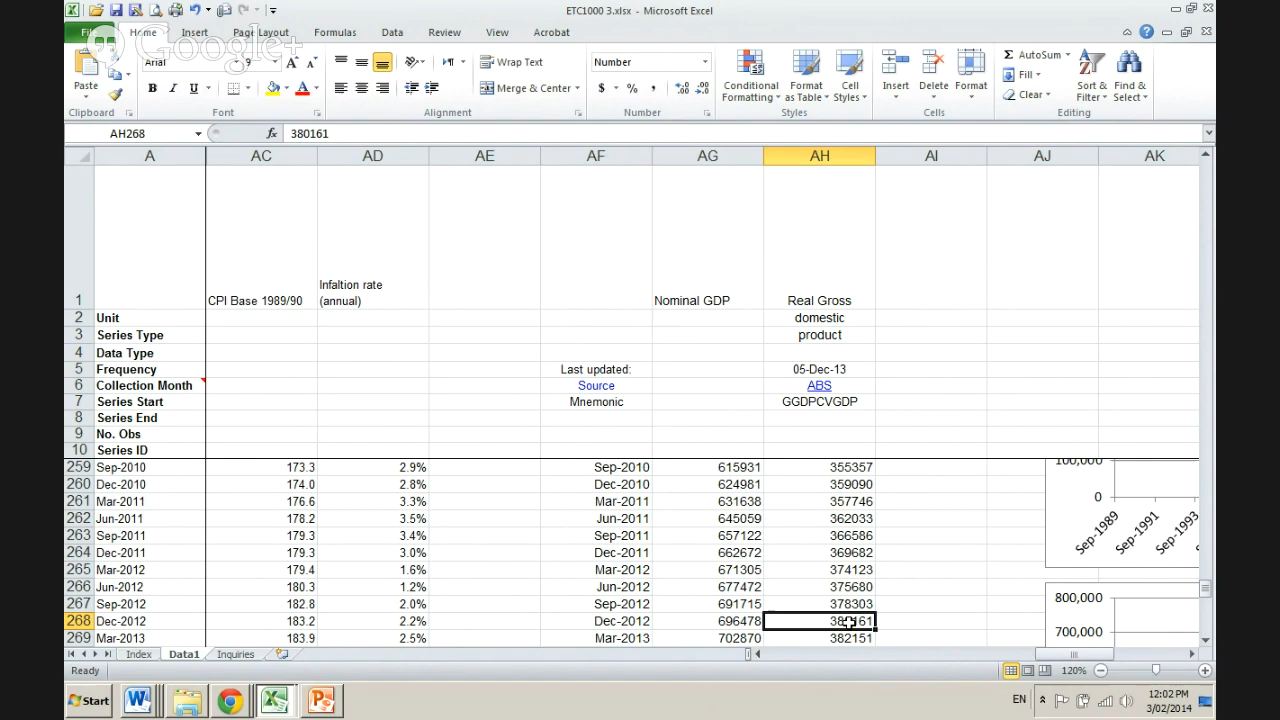 ETC1000 3.xlsx - Microsoft Excel
File Home Insert Page Layout Formulas Data Review View Acrobat
Google+
Paste Arial 9 Wrap Text Number Conditional Formatting Format as Table Cell Styles Insert Delete Format AutoSum Sort & Filter Find & Select
Merge & Center Fill
Clear
Clipboard Font Alignment Number Styles Cells Editing
AH268 fx 380161
A AC AD AE AF AG AH AI AJ AK
Infaltion rate
1 CPI Base 1989/90 (annual) Nominal GDP Real Gross
2 Unit domestic
3 Series Type product
4 Data Type
5 Frequency Last updated: 05-Dec-13
6 Collection Month Source ABS
7 Series Start Mnemonic GGDPCVGDP
8 Series End
9 No. Obs
10 Series ID
259 Sep-2010 173.3 2.9% Sep-2010 615931 355357 100,000
260 Dec-2010 174.0 2.8% Dec-2010 624981 359090 0
261 Mar-2011 176.6 3.3% Mar-2011 631638 357746
262 Jun-2011 178.2 3.5% Jun-2011 645059 362033 Sep-1989 Sep-1991 Sep-1993
263 Sep-2011 179.3 3.4% Sep-2011 657122 366586
264 Dec-2011 179.3 3.0% Dec-2011 662672 369682
265 Mar-2012 179.4 1.6% Mar-2012 671305 374123
266 Jun-2012 180.3 1.2% Jun-2012 677472 375680
267 Sep-2012 182.8 2.0% Sep-2012 691715 378303 800,000
268 Dec-2012 183.2 2.2% Dec-2012 696478 380161
269 Mar-2013 183.9 2.5% Mar-2013 702870 382151 700,000
Index Data1 Inquiries
Ready 120%
Start EN 12:02 PM
3/02/2014